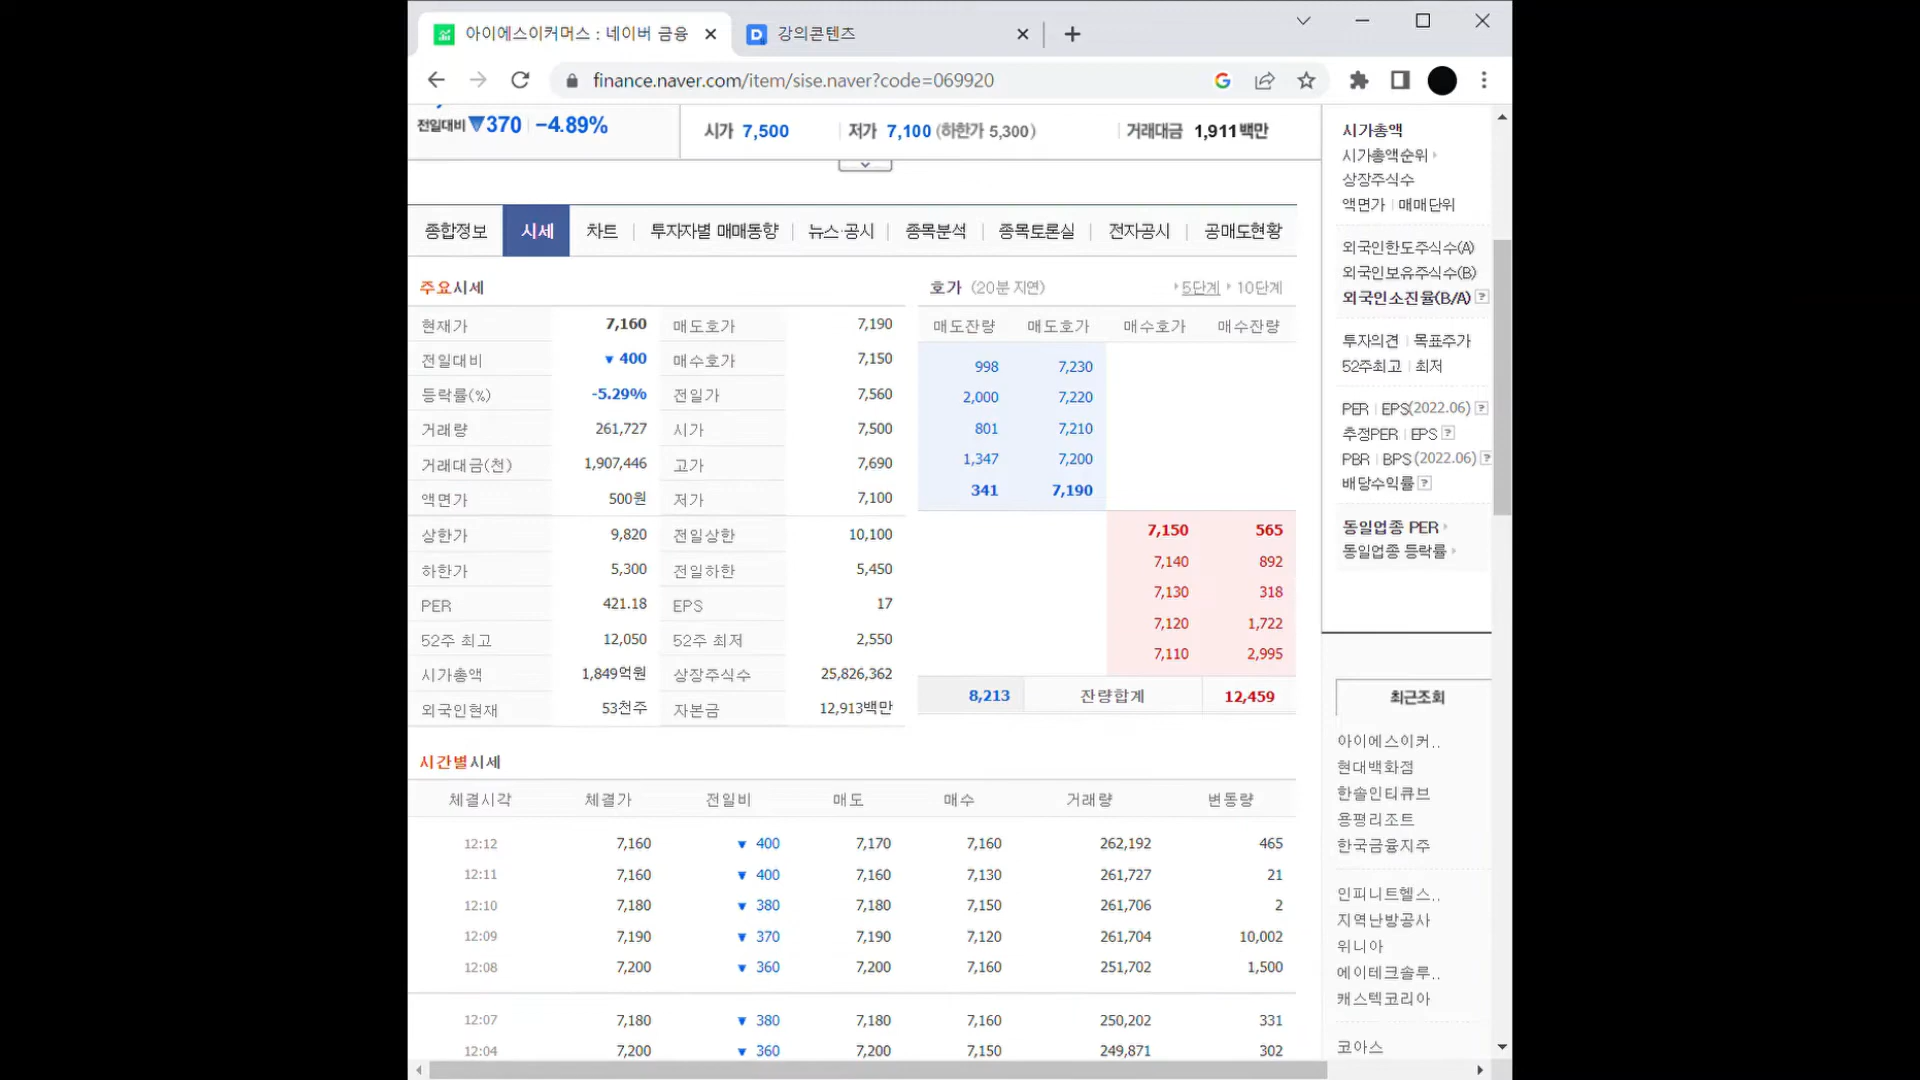 아이에스이커머스 : 네이버 금융
강의콘텐츠
finance.naver.com/item/sise.naver?code=069920
전일대비 ▼370 | -4.89%
시가 7,500
저가 7,100 (하한가 5,300)
거래대금 1,911백만
종합정보 시세 차트 투자자별 매매동향 뉴스·공시 종목분석 종목토론실 전자공시 공매도현황
주요시세
현재가 7,160 매도호가 7,190
전일대비 ▼ 400 매수호가 7,150
등락률(%) -5.29% 전일가 7,560
거래량 261,727 시가 7,500
거래대금(천) 1,907,446 고가 7,690
액면가 500원 저가 7,100
상한가 9,820 전일상한 10,100
하한가 5,300 전일하한 5,450
PER 421.18 EPS 17
52주 최고 12,050 52주 최저 2,550
시가총액 1,849억원 상장주식수 25,826,362
외국인현재 53천주 자본금 12,913백만
호가 (20분 지연) 5단계 10단계
매도잔량 매도호가 매수호가 매수잔량
998 7,230
2,000 7,220
801 7,210
1,347 7,200
341 7,190
7,150 565
7,140 892
7,130 318
7,120 1,722
7,110 2,995
8,213 잔량합계 12,459
시간별시세
체결시각 체결가 전일비 매도 매수 거래량 변동량
12:12 7,160 ▼ 400 7,170 7,160 262,192 465
12:11 7,160 ▼ 400 7,160 7,130 261,727 21
12:10 7,180 ▼ 380 7,180 7,150 261,706 2
12:09 7,190 ▼ 370 7,190 7,120 261,704 10,002
12:08 7,200 ▼ 360 7,200 7,160 251,702 1,500
12:07 7,180 ▼ 380 7,180 7,160 250,202 331
12:04 7,200 ▼ 360 7,200 7,150 249,871 302
시가총액
시가총액순위
상장주식수
액면가 | 매매단위
외국인한도주식수(A)
외국인보유주식수(B)
외국인소진율(B/A) ?
투자의견 | 목표주가
52주최고 | 최저
PER | EPS(2022.06) ?
추정PER | EPS ?
PBR | BPS (2022.06) ?
배당수익률 ?
동일업종 PER
동일업종 등락률
최근조회
아이에스이커..
현대백화점
한솔인티큐브
용평리조트
한국금융지주
인피니트헬스..
지역난방공사
위니아
에이테크솔루..
캐스텍코리아
코아스